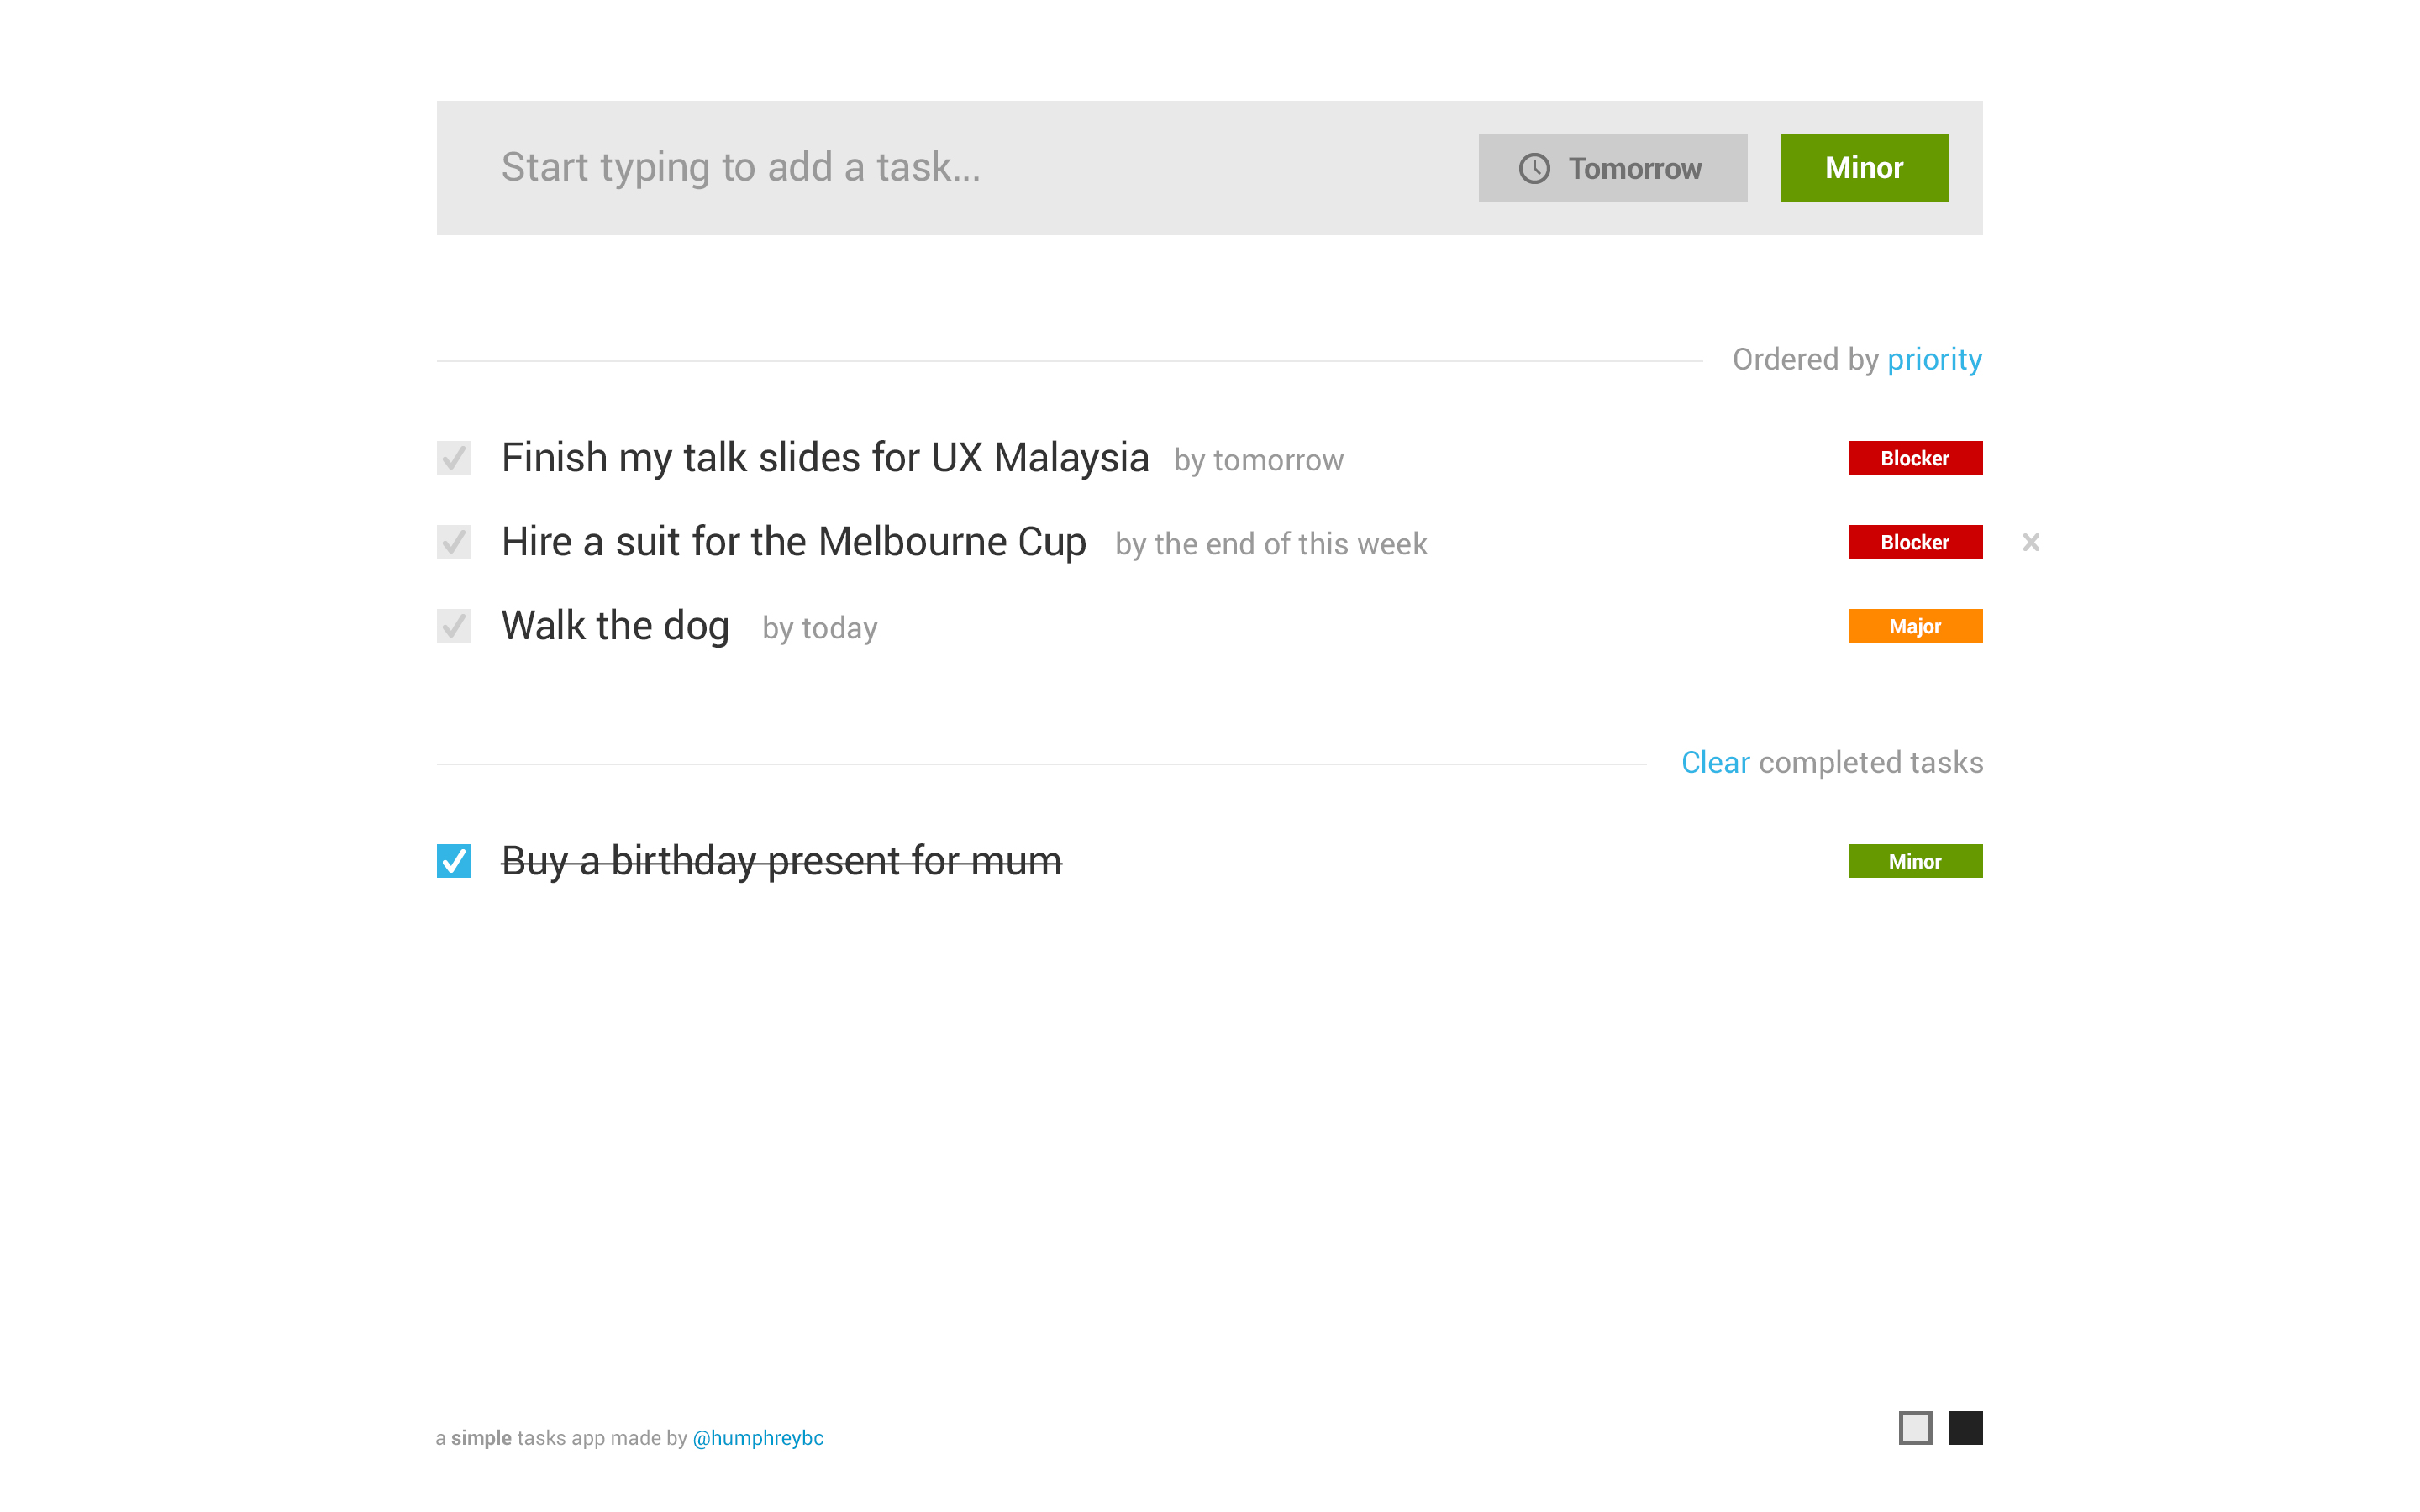 Start typing to add a task... Tomorrow Minor
Ordered by priority
Finish my talk slides for UX Malaysia by tomorrow Blocker
Hire a suit for the Melbourne Cup by the end of this week Blocker
Walk the dog by today Major
Clear completed tasks
Buy a birthday present for mum Minor
a simple tasks app made by @humphreybc